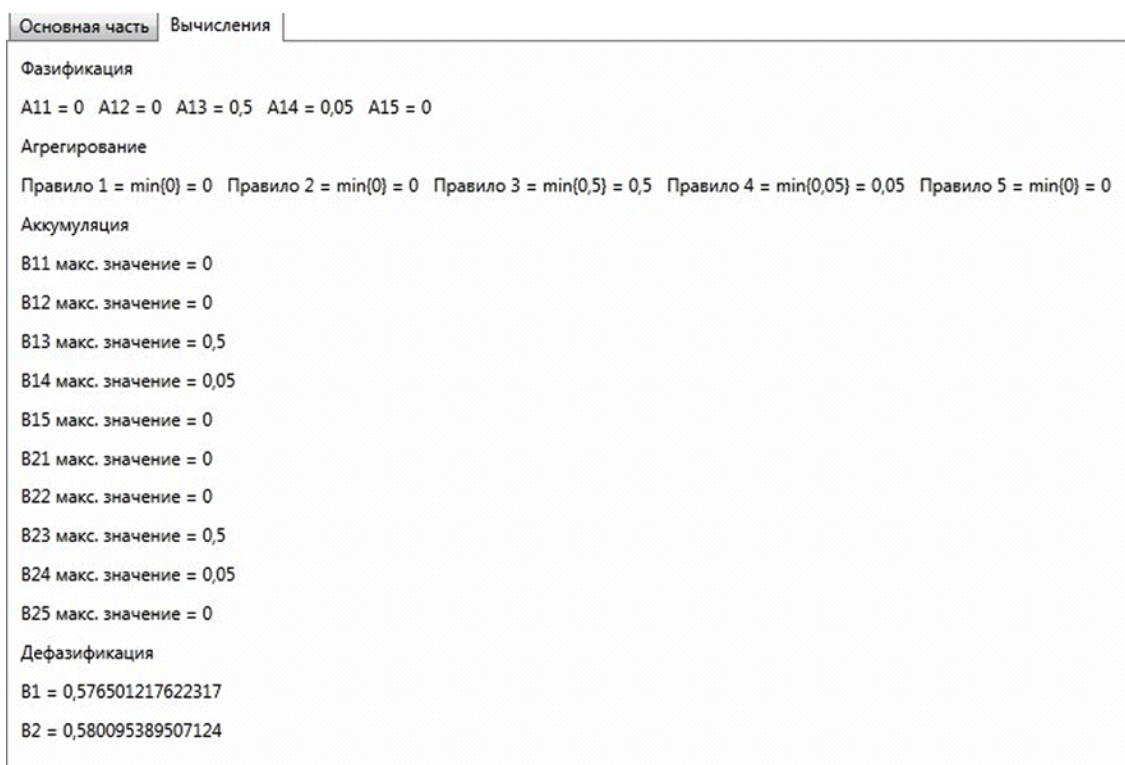 Основная часть Вычисления
Фазификация
A11 = 0 A12 = 0 A13 = 0,5 A14 = 0,05 A15 = 0
Агрегирование
Правило 1 = min{0} = 0 Правило 2 = min{0} = 0 Правило 3 = min{0,5} = 0,5 Правило 4 = min{0,05} = 0,05 Правило 5 = min{0} = 0
Аккумуляция
B11 макс. значение = 0
B12 макс. значение = 0
B13 макс. значение = 0,5
B14 макс. значение = 0,05
B15 макс. значение = 0
B21 макс. значение = 0
B22 макс. значение = 0
B23 макс. значение = 0,5
B24 макс. значение = 0,05
B25 макс. значение = 0
Дефазификация
B1 = 0,576501217622317
B2 = 0,580095389507124